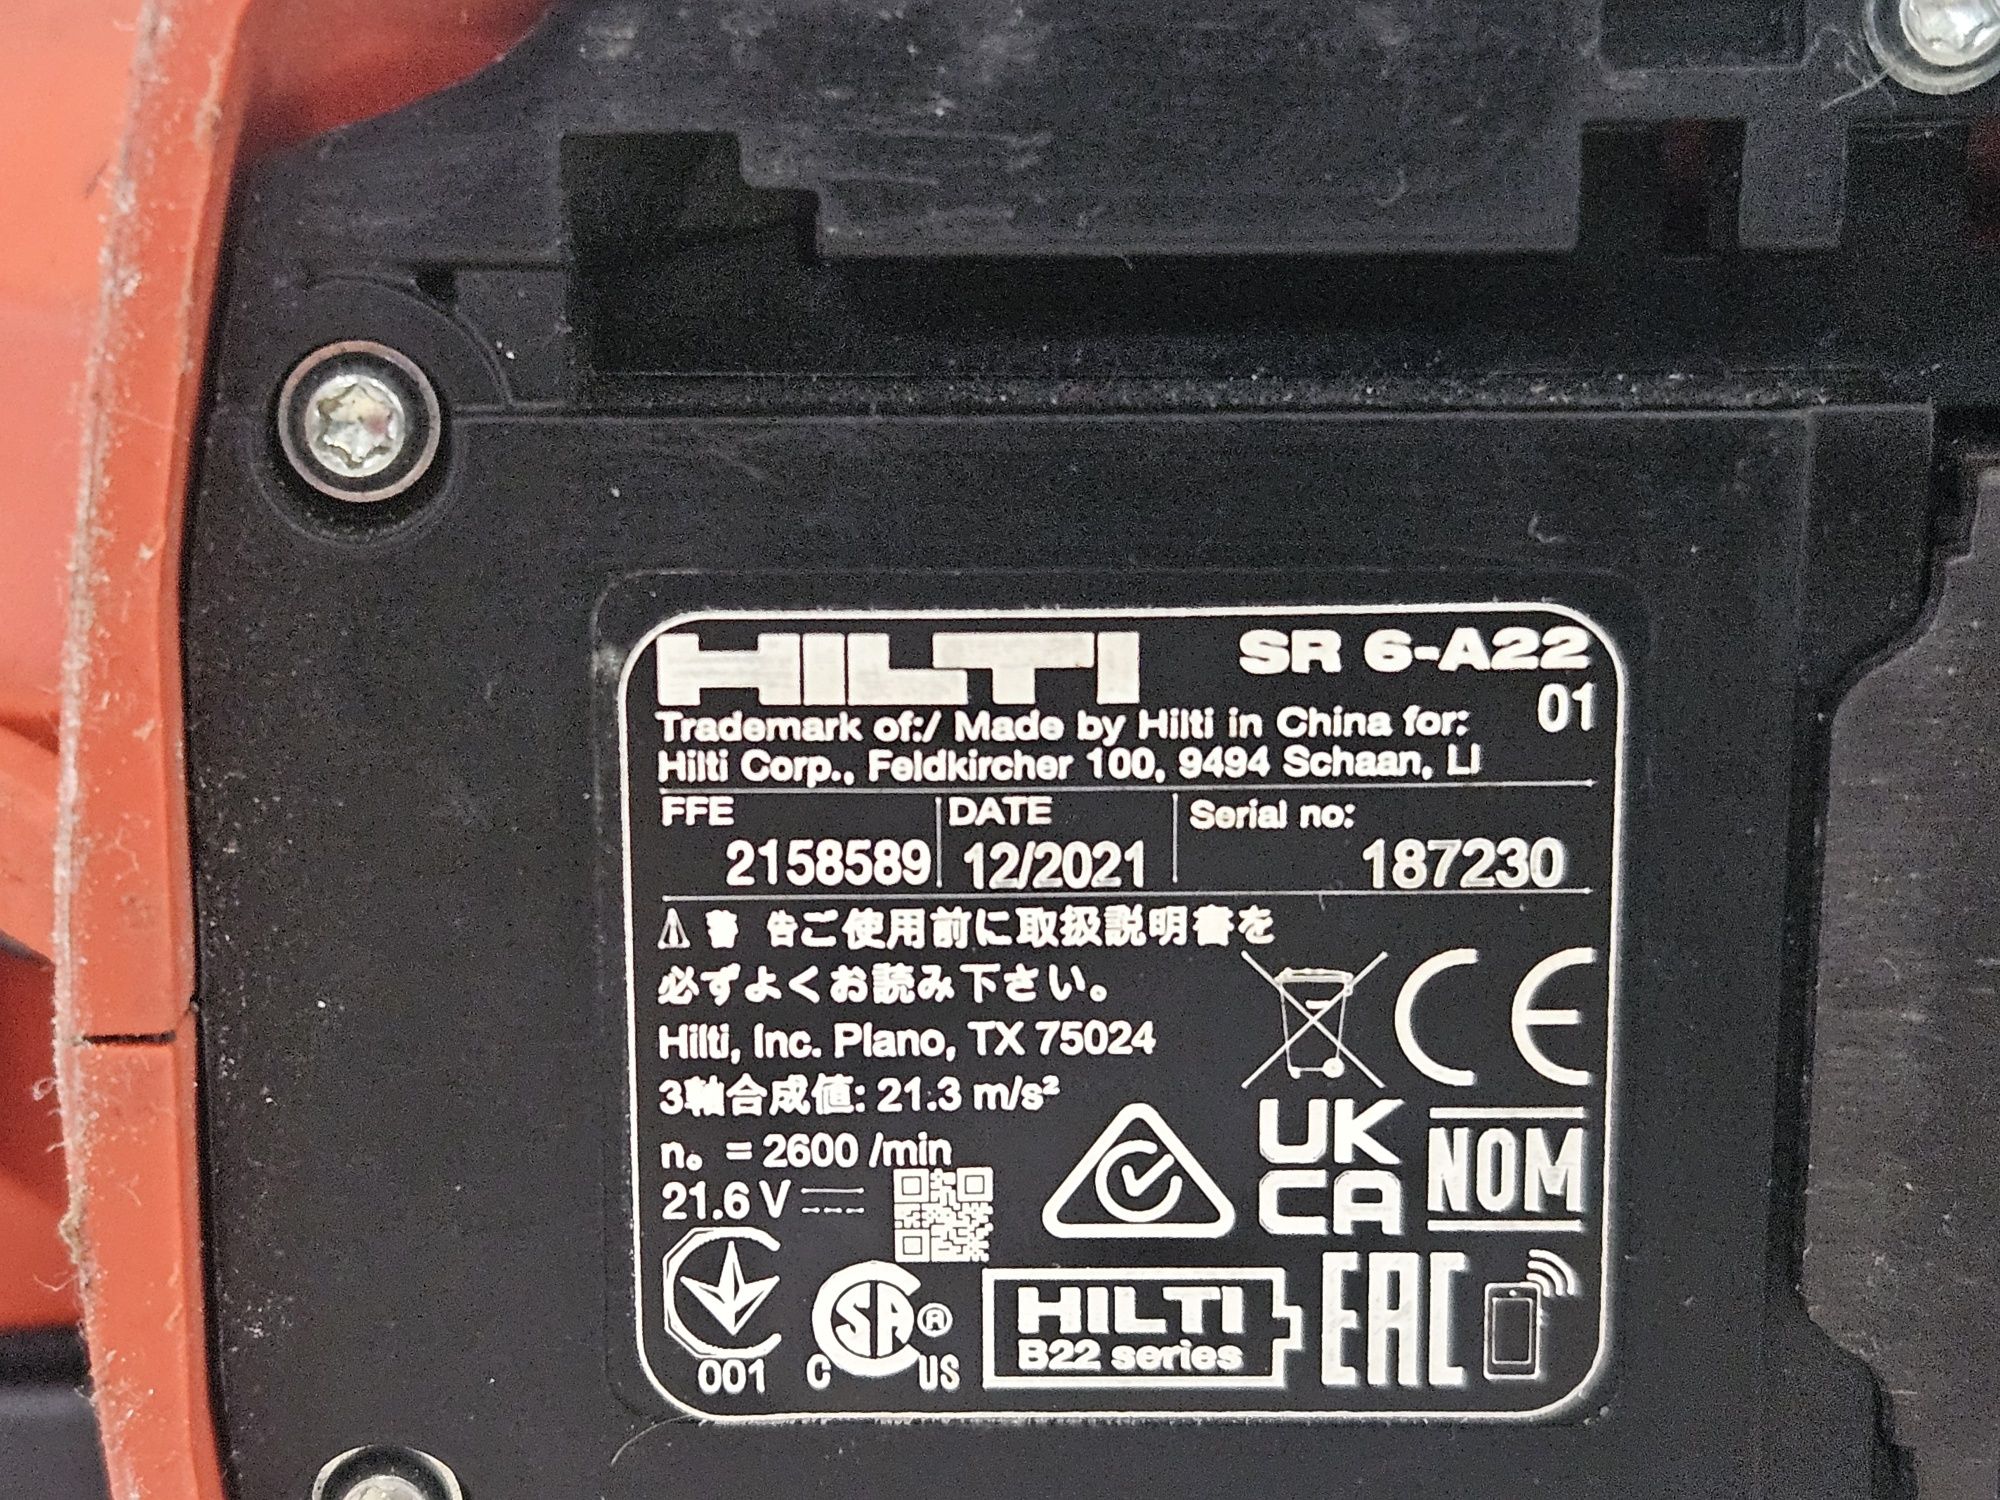 HILTI SR 6-A22
01
Trademark of:/ Made by Hilti in China for:
Hilti Corp., Feldkircher 100, 9494 Schaan, LI
FFE DATE Serial no:
2158589 12/2021 187230
警 告ご使用前に取扱説明書を
必ずよくお読み下さい。
Hilti, Inc. Plano, TX 75024
3軸合成値: 21.3 m/s²
n₀ = 2600 /min
21.6 V
CE
UK
CA
NOM
001
CSA®
C US
HILTI
B22 series
EAC